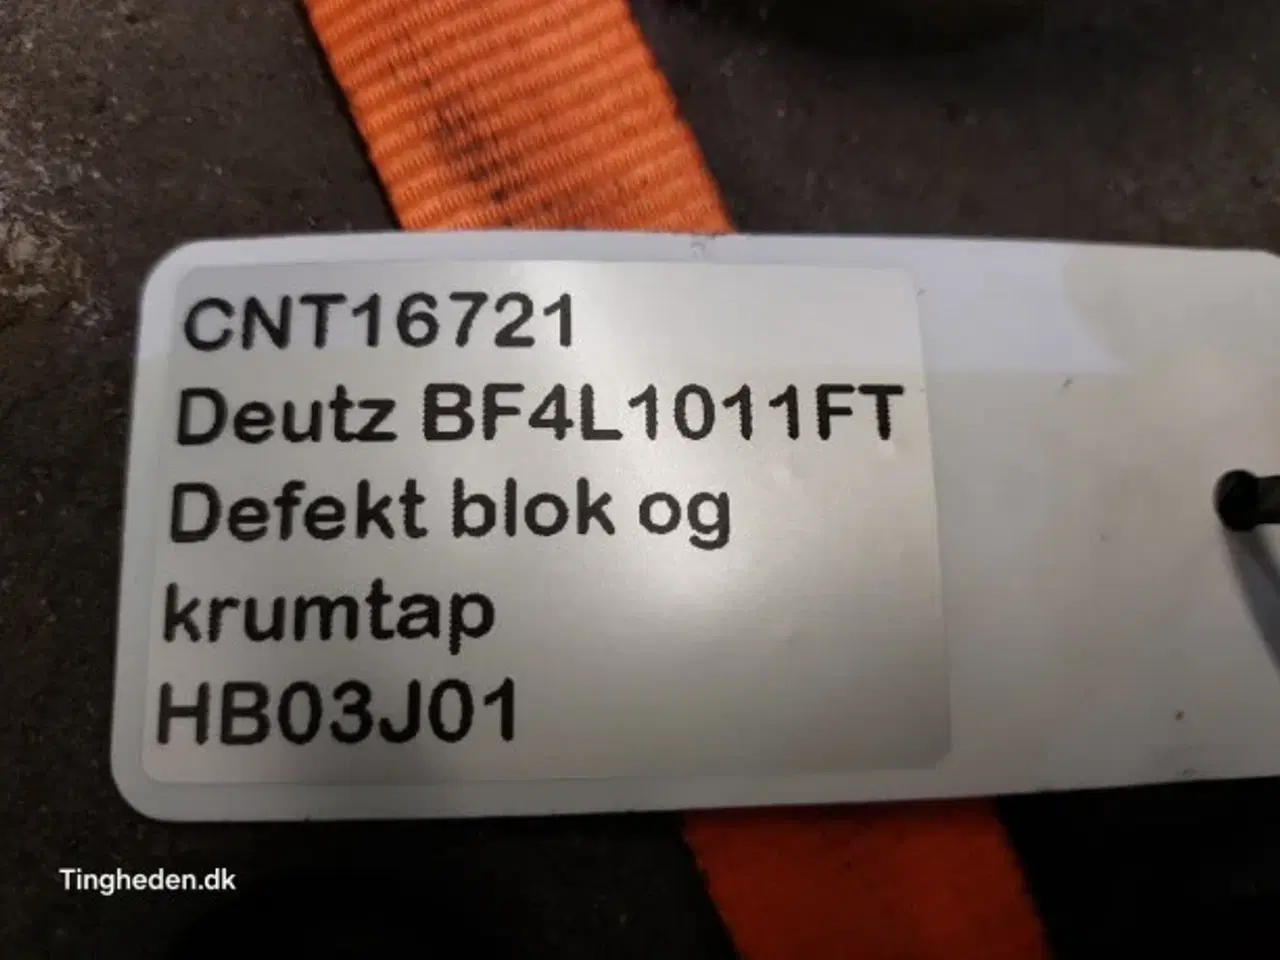 CNT16721
Deutz BF4L1011FT
Defekt blok og
krumtap
HB03J01
Tingheden.dk